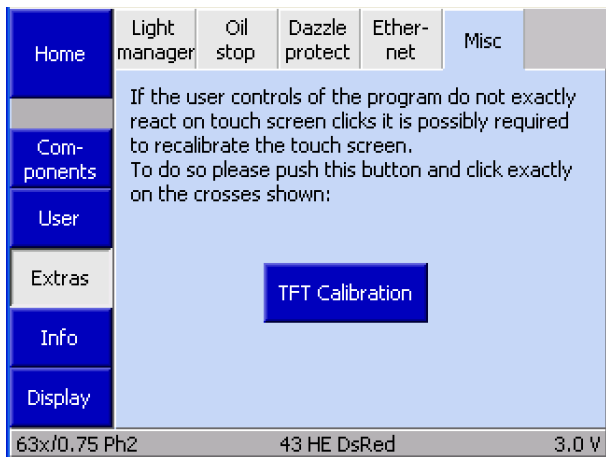 Home
Light
manager
Oil
stop
Dazzle
protect
Ether-
net
Misc
If the user controls of the program do not exactly
react on touch screen clicks it is possibly required
to recalibrate the touch screen.
To do so please push this button and click exactly
on the crosses shown:
Com-
ponents
User
Extras
TFT Calibration
Info
Display
63x/0.75 Ph2 43 HE DsRed 3.0 V